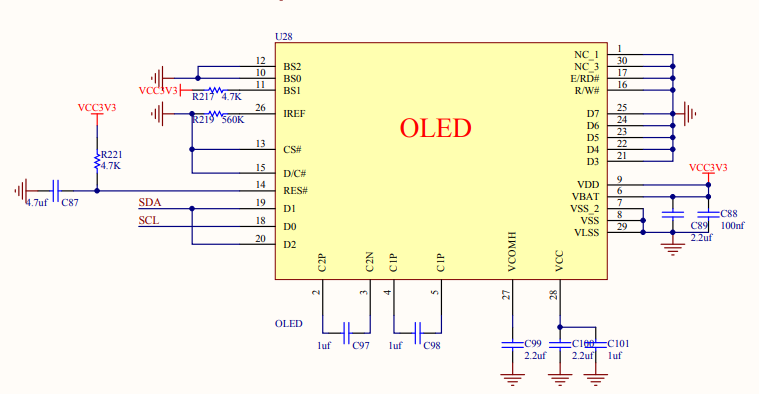 U28
12 BS2
10 BS0
VCC3V3 11 BS1
R217 4.7K
26 IREF
R219 560K
13 CS#
15 D/C#
VCC3V3
R221
4.7K
14 RES#
4.7uf C87
SDA 19 D1
SCL 18 D0
20 D2
OLED
NC_1 1
NC_3 30
E/RD# 17
R/W# 16
D7 25
D6 24
D5 23
D4 22
D3 21
VCC3V3
VDD 9
VBAT 6
VSS_2 7
VSS 8
VLSS 29
C88
100nf
C89
2.2uf
C2P C2N C1P C1P VCOMH VCC
2 3 4 5 27 28
OLED
1uf C97
1uf C98
C99
2.2uf
C100
2.2uf
C101
1uf